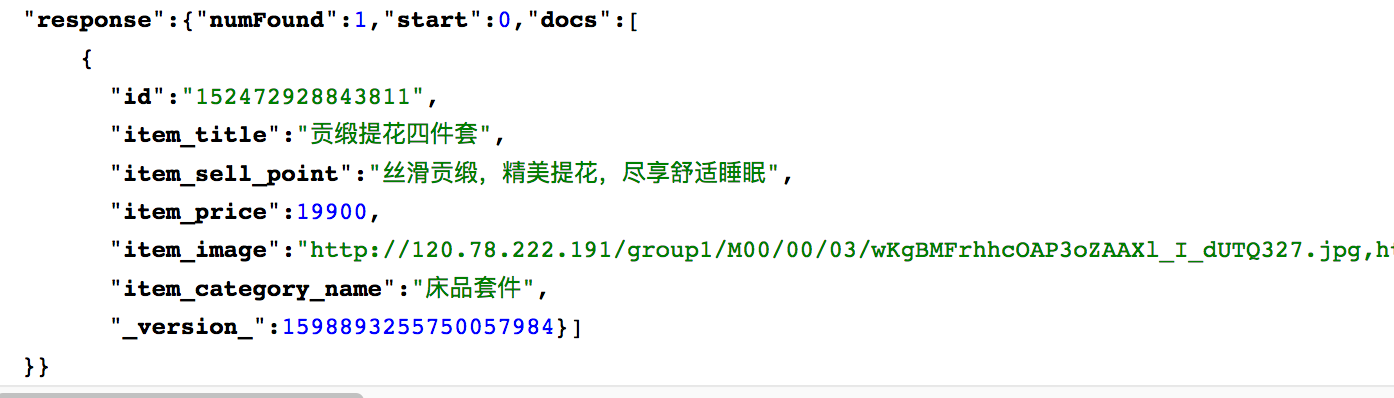 "response":{"numFound":1,"start":0,"docs":[
{
"id":"152472928843811",
"item_title":"贡缎提花四件套",
"item_sell_point":"丝滑贡缎，精美提花，尽享舒适睡眠",
"item_price":19900,
"item_image":"http://120.78.222.191/group1/M00/00/03/wKgBMFrhhcOAP3oZAAXl_I_dUTQ327.jpg,ht
"item_category_name":"床品套件",
"_version_":1598893255750057984}]
}}